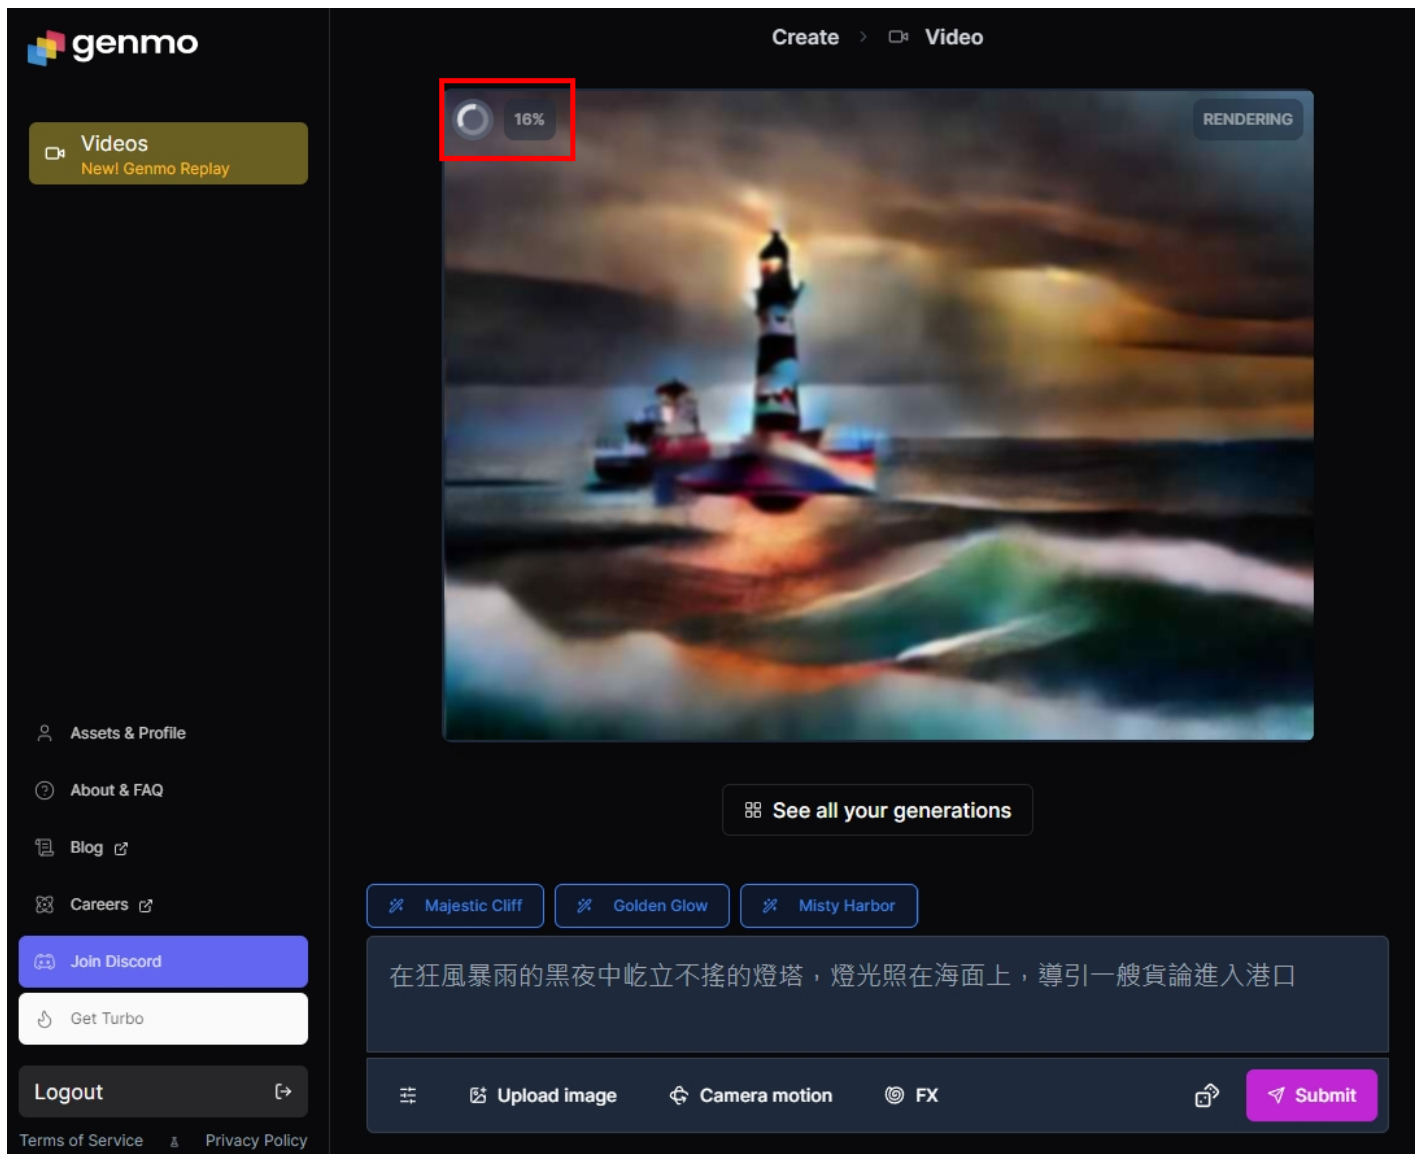 genmo
Create > Video
Videos
New! Genmo Replay
16%
RENDERING
Assets & Profile
About & FAQ
See all your generations
Blog
Careers
Majestic Cliff
Golden Glow
Misty Harbor
Join Discord
在狂風暴雨的黑夜中屹立不搖的燈塔，燈光照在海面上，導引一艘貨論進入港口
Get Turbo
Logout
Upload image
Camera motion
FX
Submit
Terms of Service
Privacy Policy